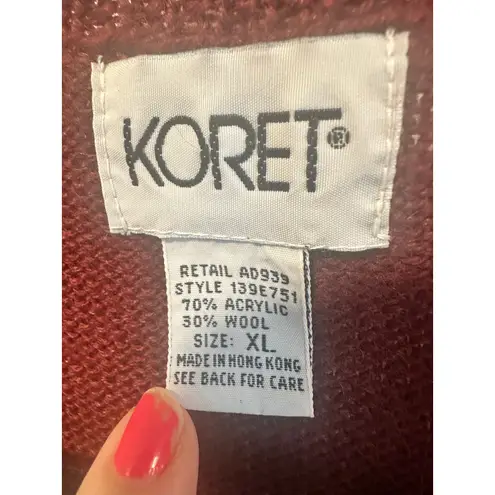 KORET®
RETAIL AD939
STYLE 139E751
70% ACRYLIC
30% WOOL
SIZE: XL
MADE IN HONG KONG
SEE BACK FOR CARE